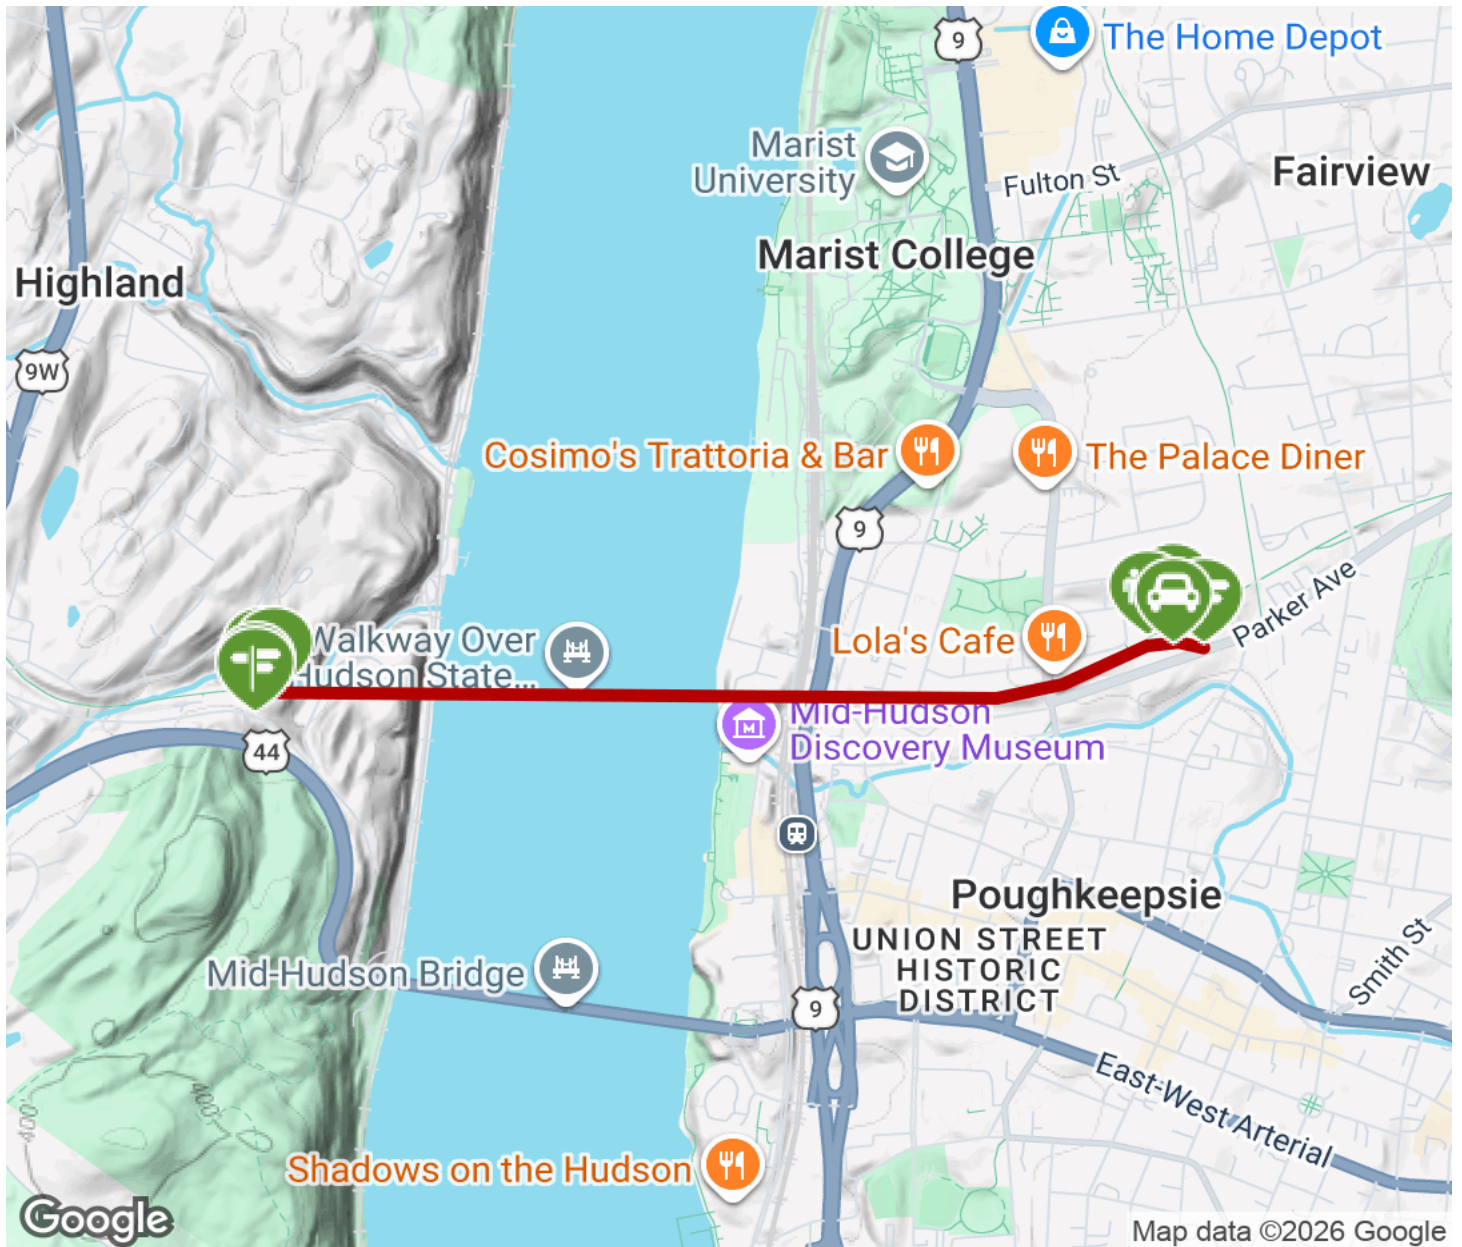 9
The Home Depot
Marist
University
Fulton St
Fairview
Marist College
Highland
9W
Cosimo's Trattoria & Bar
The Palace Diner
9
Parker Ave
Lola's Cafe
Walkway Over
Hudson State...
Mid-Hudson
Discovery Museum
M
44
Poughkeepsie
UNION STREET
HISTORIC
DISTRICT
Smith St
Mid-Hudson Bridge
9
East-West Arterial
400
400
Shadows on the Hudson
Google
Map data ©2026 Google